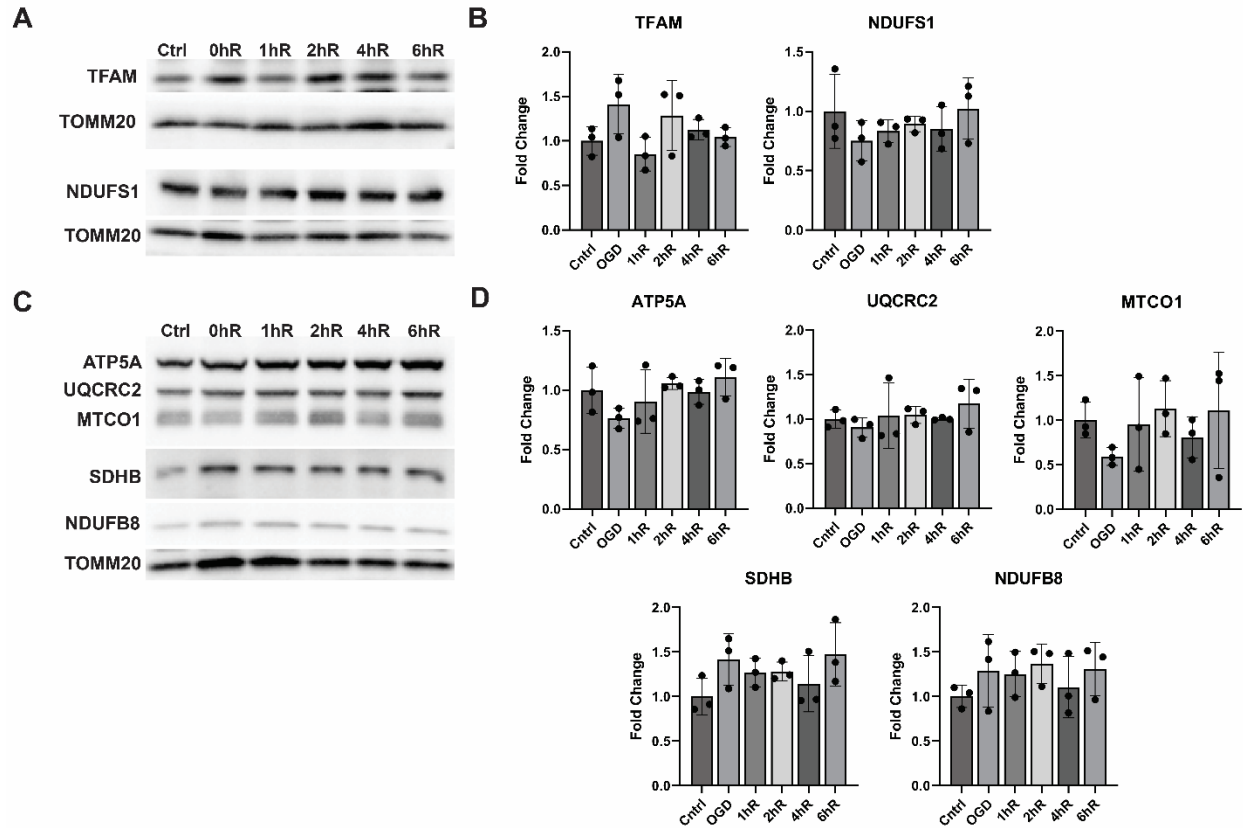 A
Ctrl 0hR 1hR 2hR 4hR 6hR
TFAM
TOMM20
NDUFS1
TOMM20
B
TFAM
Fold Change
2.0
1.5
1.0
0.5
0.0
Cntrl OGD 1hR 2hR 4hR 6hR
NDUFS1
Fold Change
1.5
1.0
0.5
0.0
Cntrl OGD 1hR 2hR 4hR 6hR
C
Ctrl 0hR 1hR 2hR 4hR 6hR
ATP5A
UQCRC2
MTCO1
SDHB
NDUFB8
TOMM20
D
ATP5A
Fold Change
1.5
1.0
0.5
0.0
Cntrl OGD 1hR 2hR 4hR 6hR
UQCRC2
Fold Change
2.0
1.5
1.0
0.5
0.0
Cntrl OGD 1hR 2hR 4hR 6hR
MTCO1
Fold Change
2.0
1.5
1.0
0.5
0.0
Cntrl OGD 1hR 2hR 4hR 6hR
SDHB
Fold Change
2.0
1.5
1.0
0.5
0.0
Cntrl OGD 1hR 2hR 4hR 6hR
NDUFB8
Fold Change
2.0
1.5
1.0
0.5
0.0
Cntrl OGD 1hR 2hR 4hR 6hR